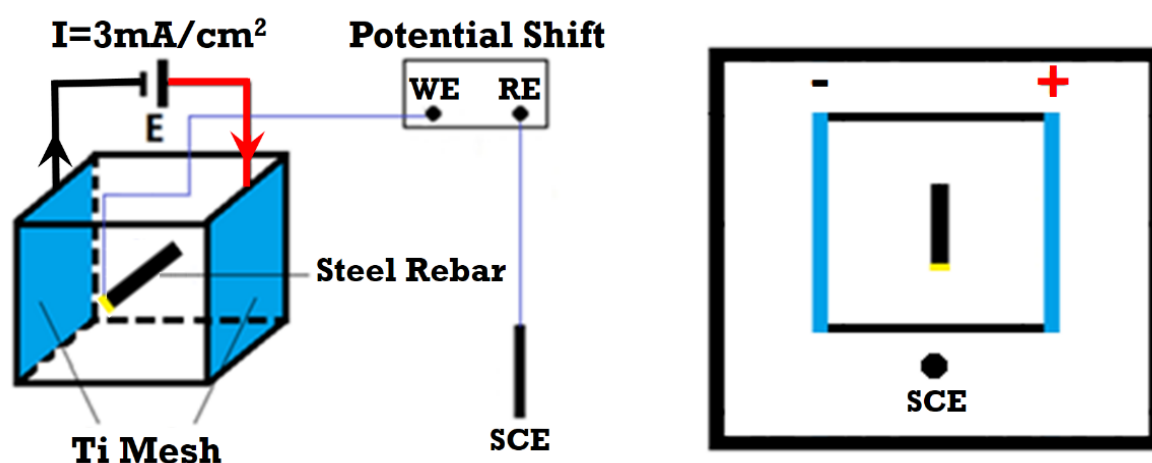 I=3mA/cm²
Potential Shift
WE RE
E
Steel Rebar
Ti Mesh
SCE
- +
SCE